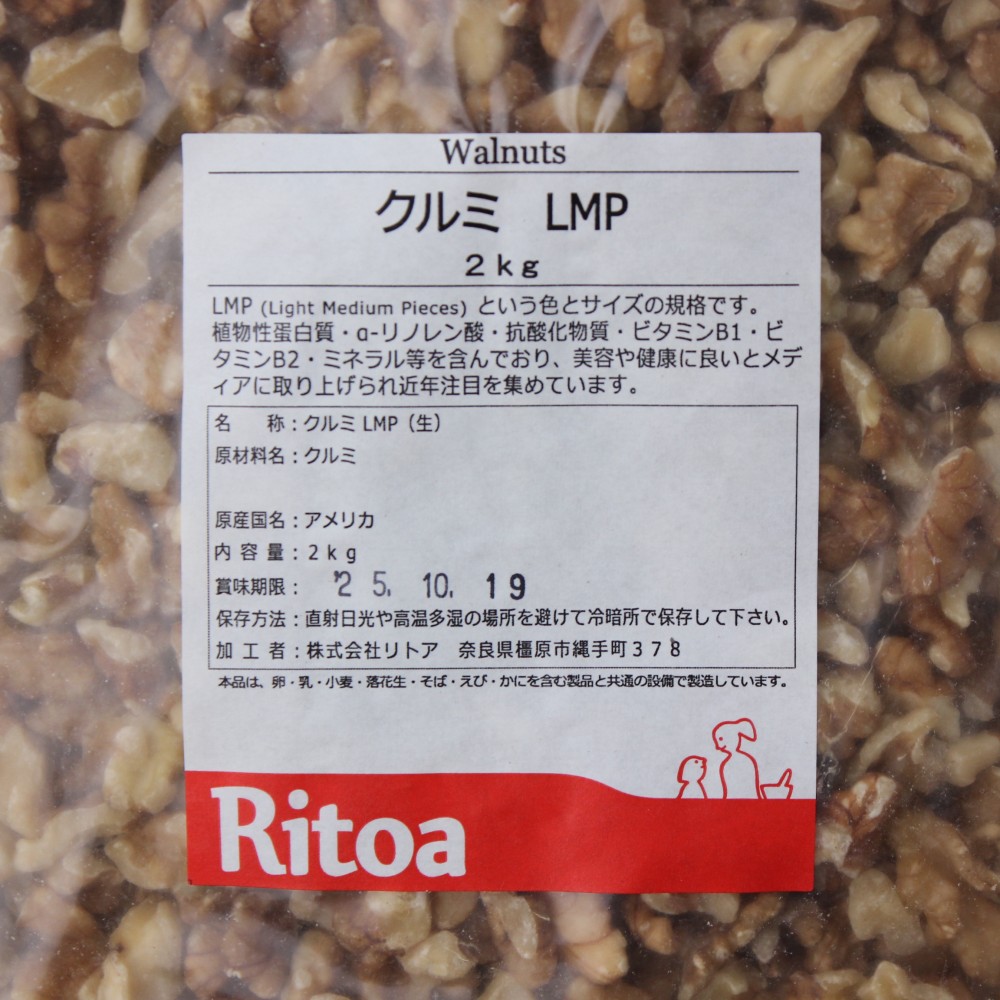 Walnuts
クルミ LMP
2kg
LMP (Light Medium Pieces) という色とサイズの規格です。
植物性蛋白質・α-リノレン酸・抗酸化物質・ビタミンB1・ビ
タミンB2・ミネラル等を含んでおり、美容や健康に良いとメデ
ィアに取り上げられ近年注目を集めています。
名　　称：クルミ LMP（生）
原材料名：クルミ
原産国名：アメリカ
内 容 量：2kg
賞味期限： '25. 10. 19
保存方法：直射日光や高温多湿の場所を避けて冷暗所で保存して下さい。
加 工 者：株式会社リトア　奈良県橿原市縄手町３７８
本品は、卵・乳・小麦・落花生・そば・えび・かにを含む製品と共通の設備で製造しています。
Ritoa